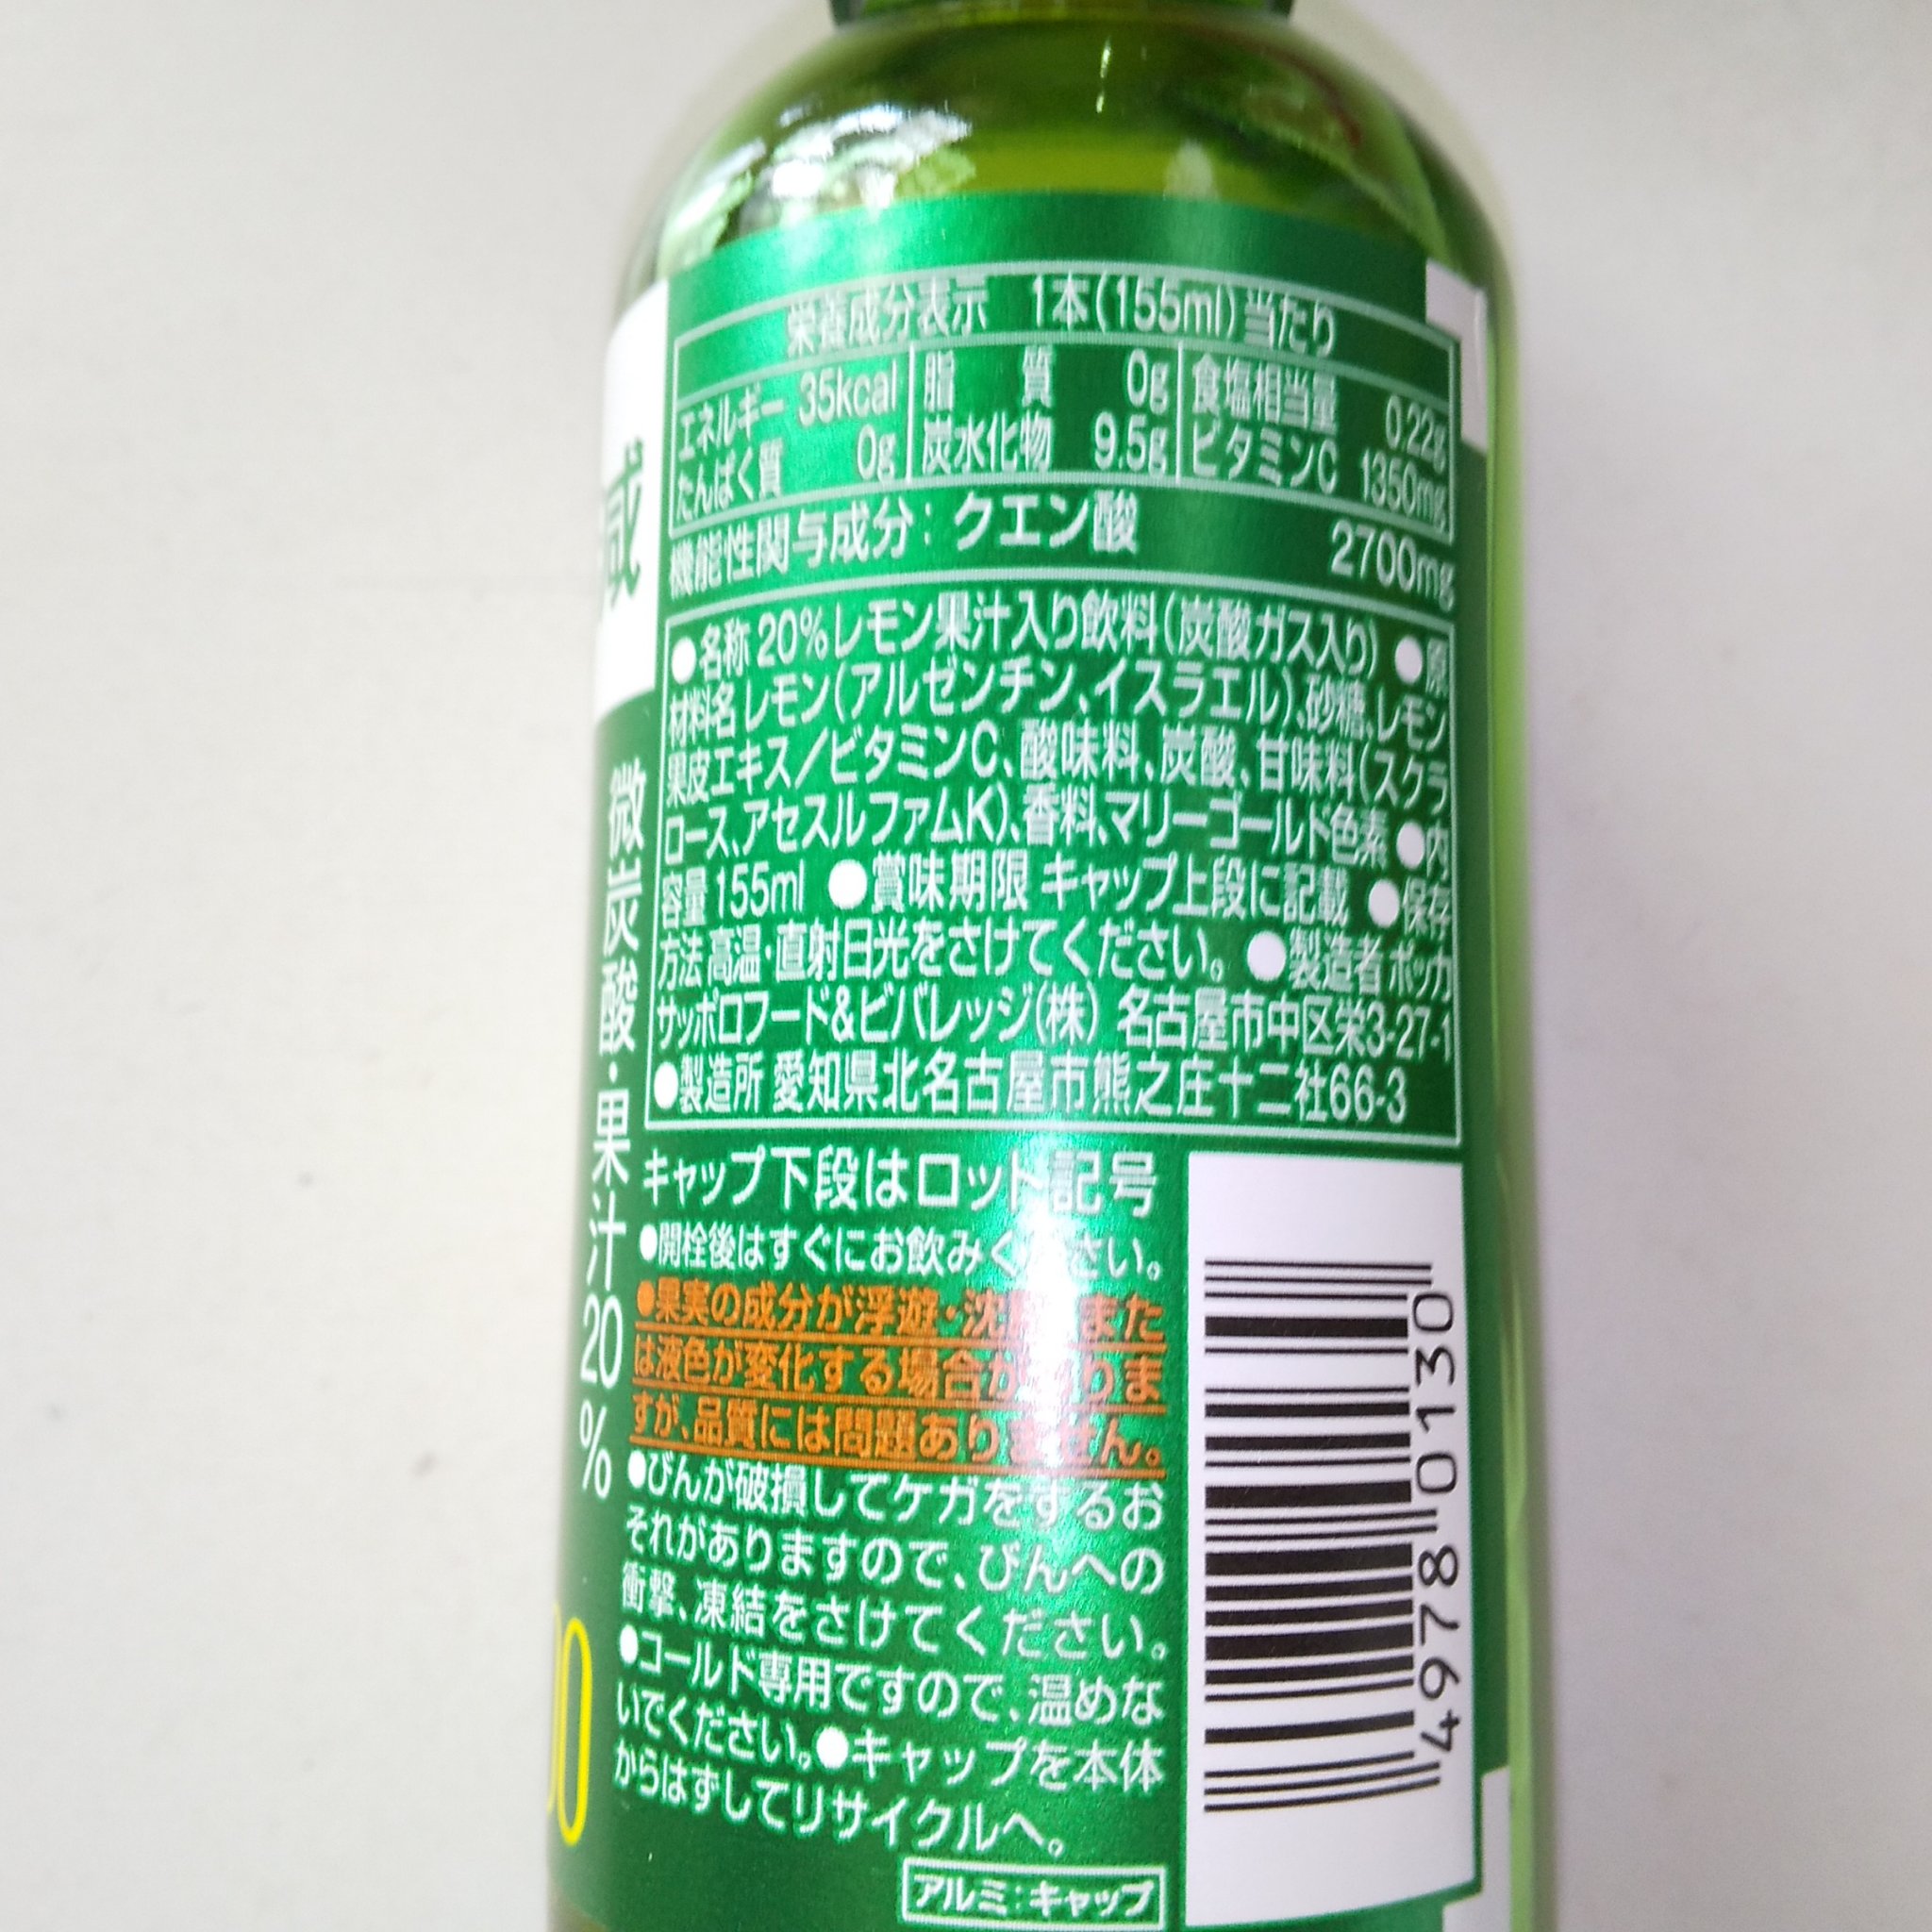 栄養成分表示 1本(155ml)当たり
エネルギー 35kcal 脂質 0g 食塩相当量 0.22g
たんぱく質 0g 炭水化物 9.5g ビタミンC 1350mg
機能性関与成分:クエン酸 2700mg
●名称 20%レモン果汁入り飲料(炭酸ガス入り) ●原
材料名 レモン(アルゼンチン、イスラエル)、砂糖、レモン
果皮エキス/ビタミンC、酸味料、炭酸、甘味料(スクラ
ロース、アセスルファムK)、香料、マリーゴールド色素 ●内
容量 155ml ●賞味期限 キャップ上段に記載 ●保存
方法 高温・直射日光をさけてください。 ●製造者 ポッカ
サッポロフード&ビバレッジ(株) 名古屋市中区栄3-27-1
●製造所 愛知県北名古屋市熊之庄十二社66-3
キャップ下段はロット記号
●開栓後はすぐにお飲みください。
●果実の成分が浮遊・沈 また
は液色が変化する場合がありま
すが、品質には問題ありません。
●びんが破損してケガをするお
それがありますので、びんへの
衝撃、凍結をさけてください。
●コールド専用ですので、温めな
いでください。●キャップを本体
からはずしてリサイクルへ。
アルミ:キャップ
4978 0130
減
微炭酸・果汁20%
00